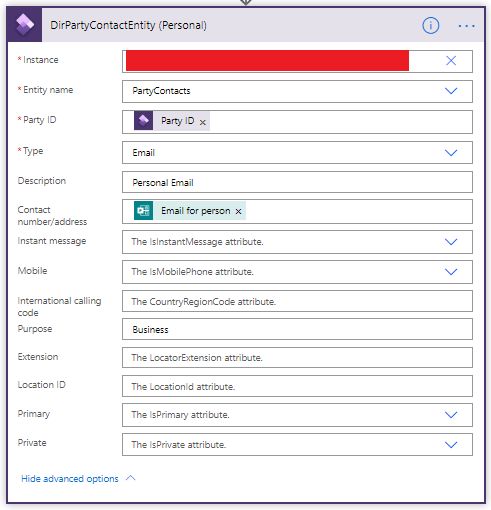 DirPartyContactEntity (Personal)
* Instance
* Entity name PartyContacts
* Party ID Party ID ×
* Type Email
Description Personal Email
Contact number/address Email for person ×
Instant message The IsInstantMessage attribute.
Mobile The IsMobilePhone attribute.
International calling code The CountryRegionCode attribute.
Purpose Business
Extension The LocatorExtension attribute.
Location ID The LocationId attribute.
Primary The IsPrimary attribute.
Private The IsPrivate attribute.
Hide advanced options